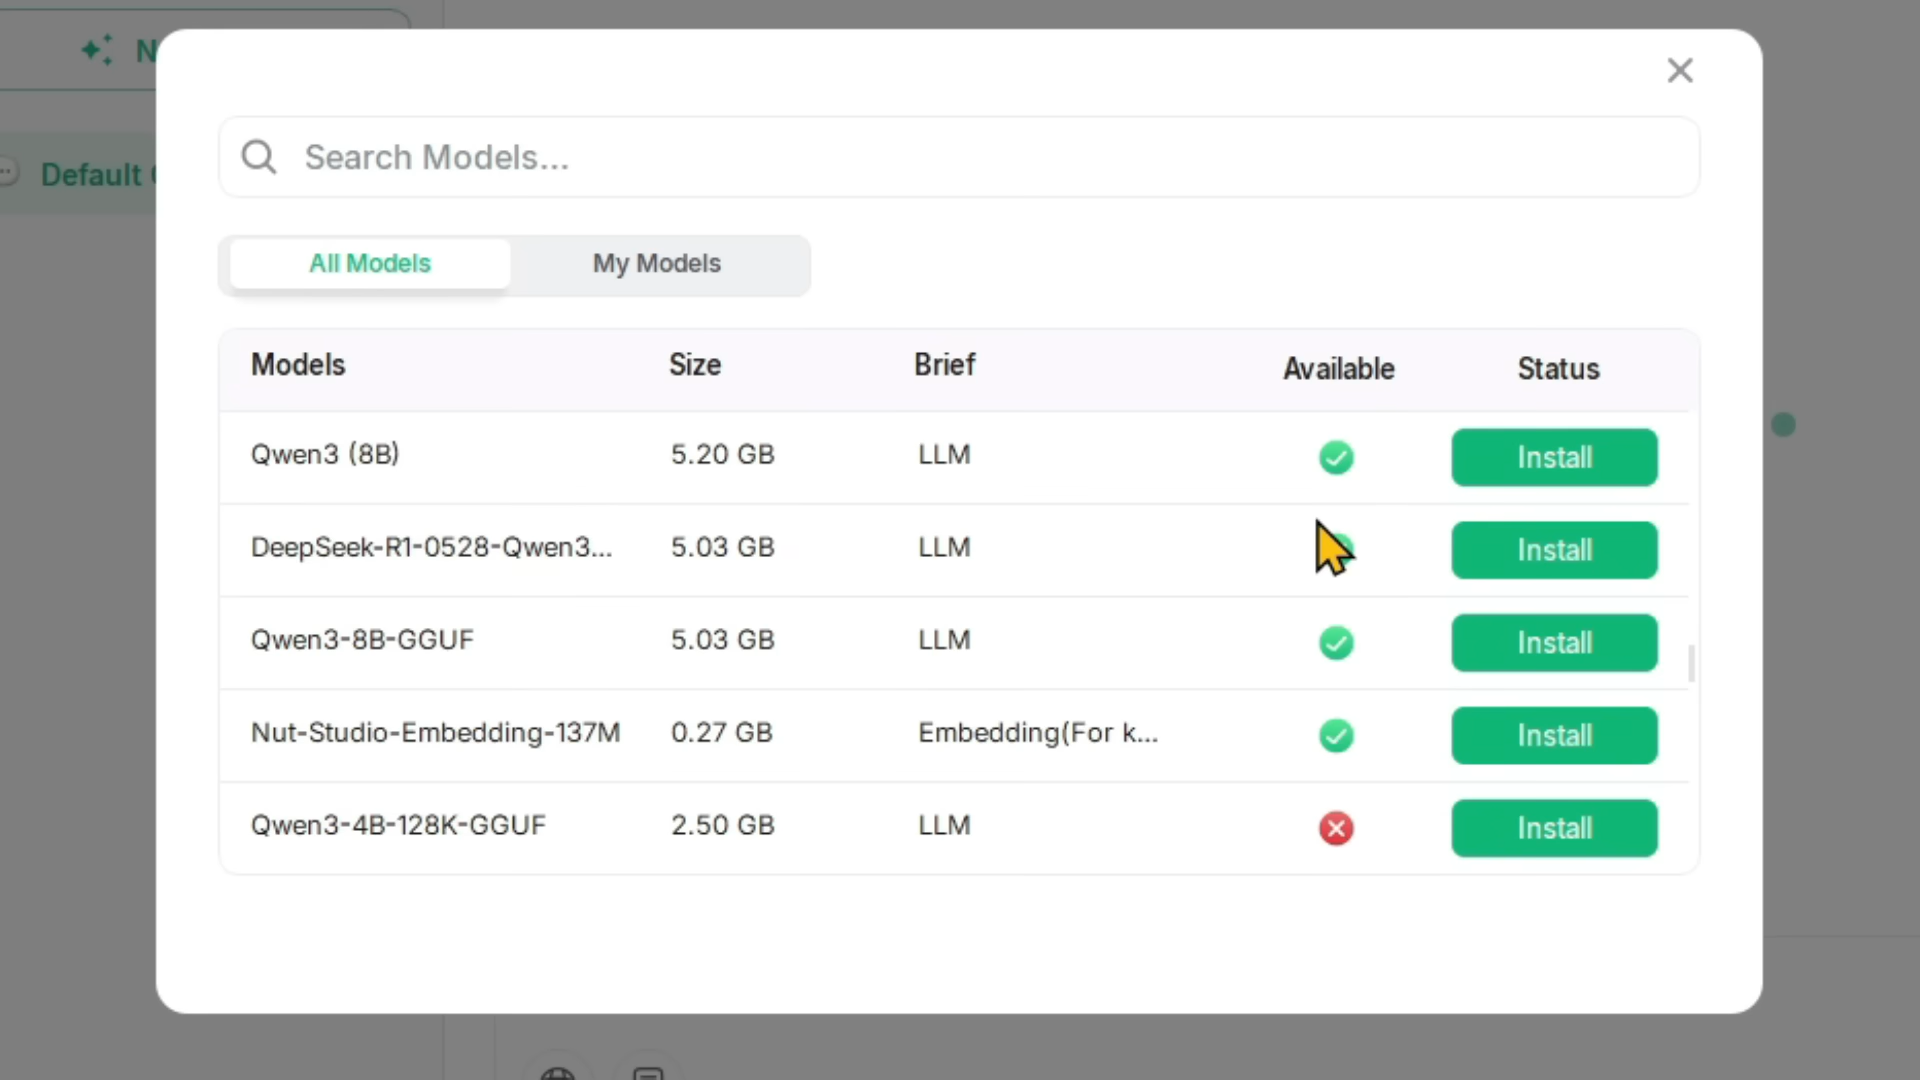 N
Default
Search Models...
All Models My Models
Models Size Brief Available Status
Qwen3 (8B) 5.20 GB LLM Install
DeepSeek-R1-0528-Qwen3... 5.03 GB LLM Install
Qwen3-8B-GGUF 5.03 GB LLM Install
Nut-Studio-Embedding-137M 0.27 GB Embedding(For k... Install
Qwen3-4B-128K-GGUF 2.50 GB LLM Install